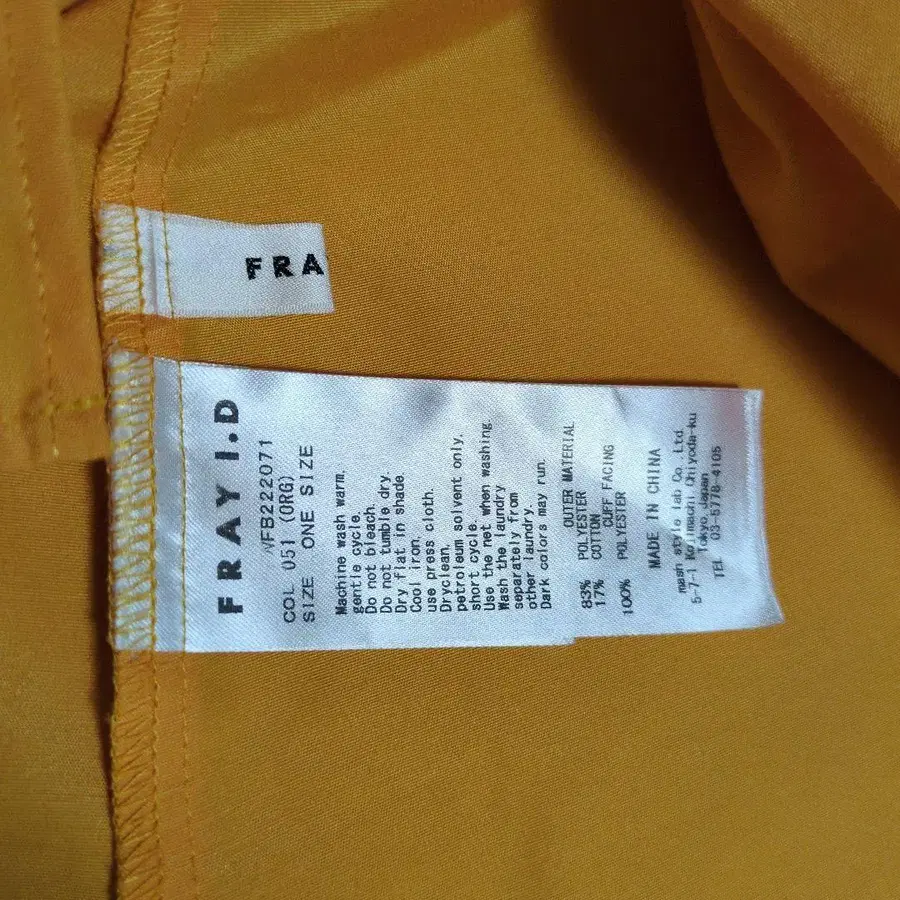 FRA
FRAY I.D
WFB222071
COL 051 (ORG)
SIZE ONE SIZE
Machine wash warm.
gentle cycle.
Do not bleach.
Do not tumble dry.
Dry flat in shade.
Cool iron.
use press cloth.
Dryclean.
petroleum solvent only.
short cycle.
Use the net when washing.
Wash the laundry
separately from
other laundry.
Dark colors may run.
OUTER MATERIAL
83% POLYESTER
17% COTTON
CUFF FACING
100% POLYESTER
MADE IN CHINA
mash style lab Co.,Ltd.
5-7-1 Kojimachi Chiyoda-ku
Tokyo Japan
TEL 03-5778-4105